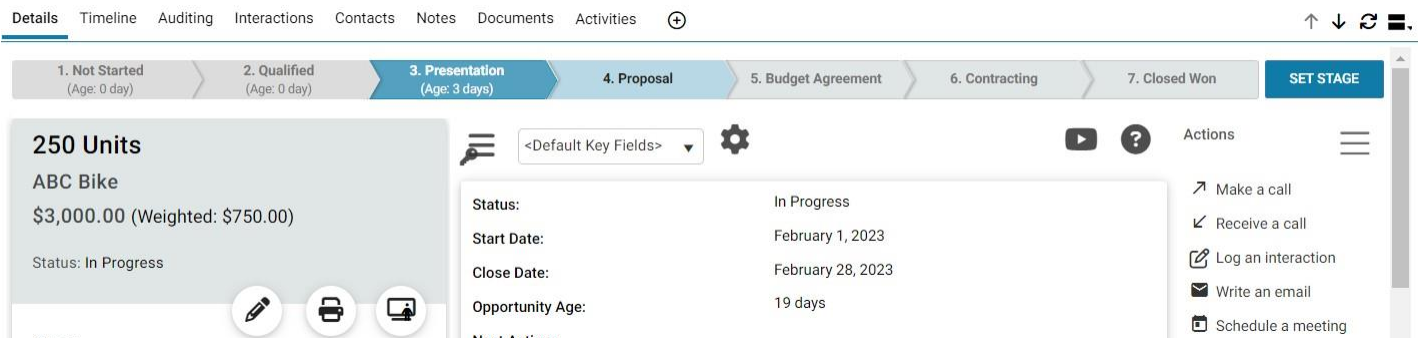 Details Timeline Auditing Interactions Contacts Notes Documents Activities
1. Not Started
(Age: 0 day)
2. Qualified
(Age: 0 day)
3. Presentation
(Age: 3 days)
4. Proposal
5. Budget Agreement
6. Contracting
7. Closed Won
SET STAGE
250 Units
ABC Bike
$3,000.00 (Weighted: $750.00)
Status: In Progress
<Default Key Fields>
Status: In Progress
Start Date: February 1, 2023
Close Date: February 28, 2023
Opportunity Age: 19 days
Actions
Make a call
Receive a call
Log an interaction
Write an email
Schedule a meeting